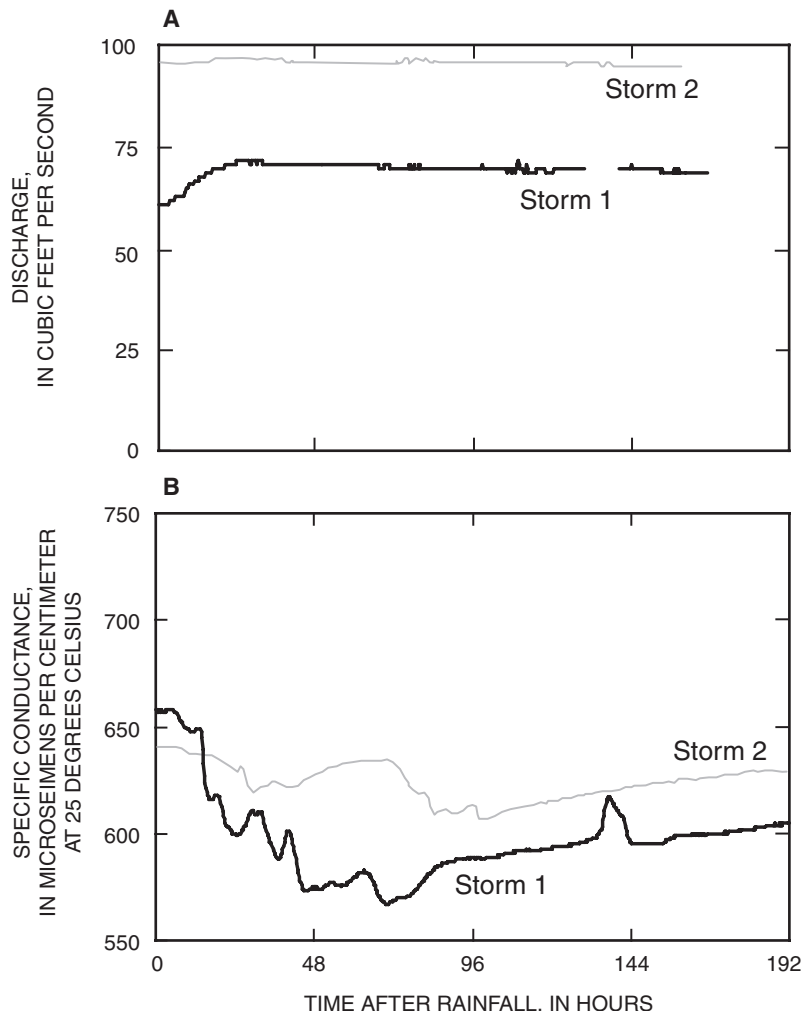 A
DISCHARGE,
IN CUBIC FEET PER SECOND
100
75
50
25
0
Storm 2
Storm 1
B
SPECIFIC CONDUCTANCE,
IN MICROSEIMENS PER CENTIMETER
AT 25 DEGREES CELSIUS
750
700
650
600
550
Storm 2
Storm 1
0 48 96 144 192
TIME AFTER RAINFALL, IN HOURS